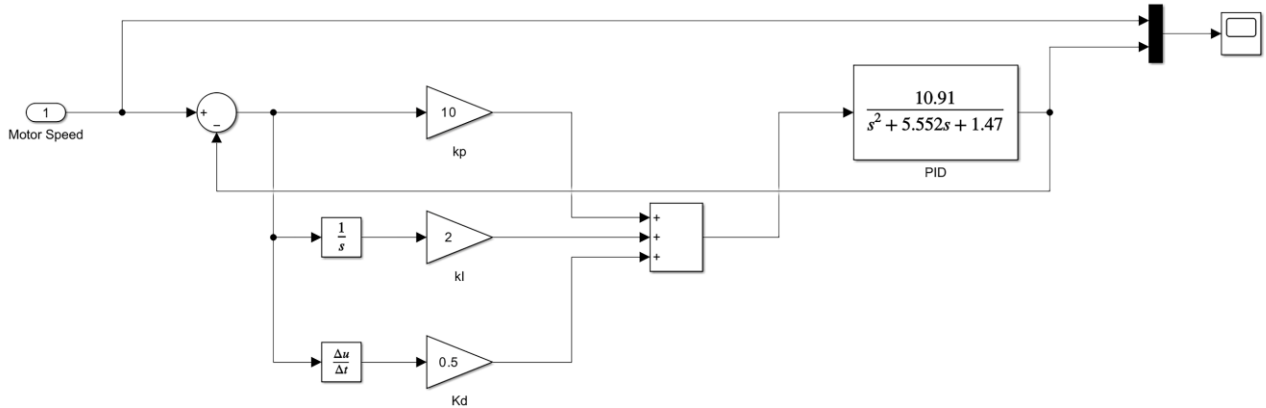 1
Motor Speed
+
−
10
kp
10.91
s² + 5.552s + 1.47
PID
1
s
2
kI
+
+
+
Δu
Δt
0.5
Kd